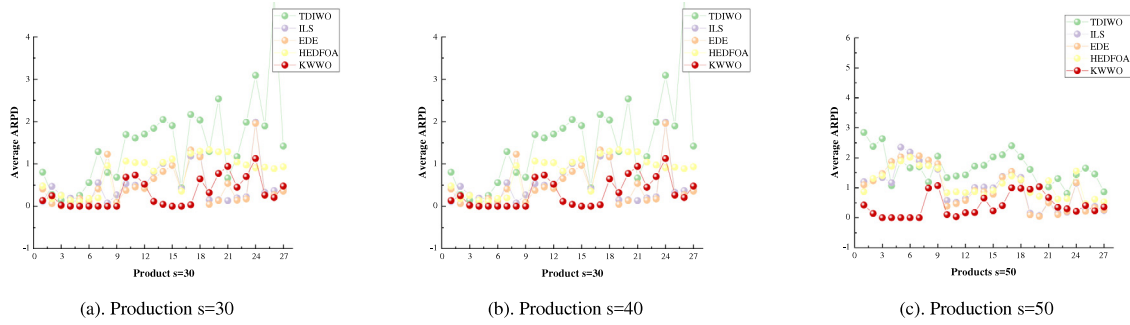 4
3
2
1
0
-1
Average ARPD
0 3 6 9 12 15 18 21 24 27
Product s=30
TDIWO
ILS
EDE
HEDFOA
KWWO
(a). Production s=30
4
3
2
1
0
-1
Average ARPD
0 3 6 9 12 15 18 21 24 27
Product s=30
TDIWO
ILS
EDE
HEDFOA
KWWO
(b). Production s=40
6
5
4
3
2
1
0
-1
Average ARPD
0 3 6 9 12 15 18 21 24 27
Products s=50
TDIWO
ILS
EDE
HEDFOA
KWWO
(c). Production s=50